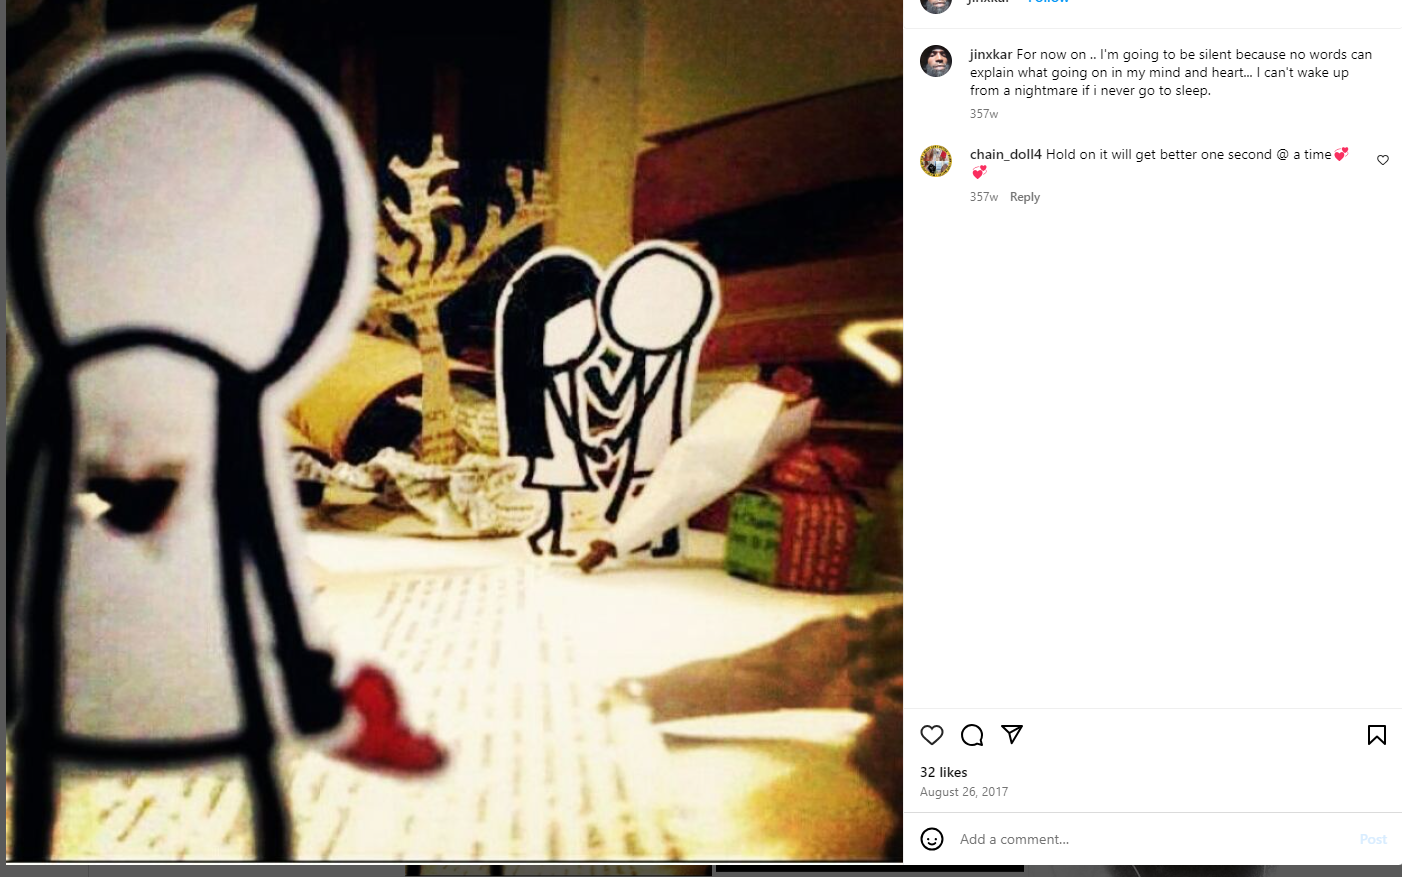 jinxkar Follow
jinxkar For now on .. I'm going to be silent because no words can
explain what going on in my mind and heart... I can't wake up
from a nightmare if i never go to sleep.
357w
chain_doll4 Hold on it will get better one second @ a time💞
💞
357w Reply
32 likes
August 26, 2017
Add a comment... Post